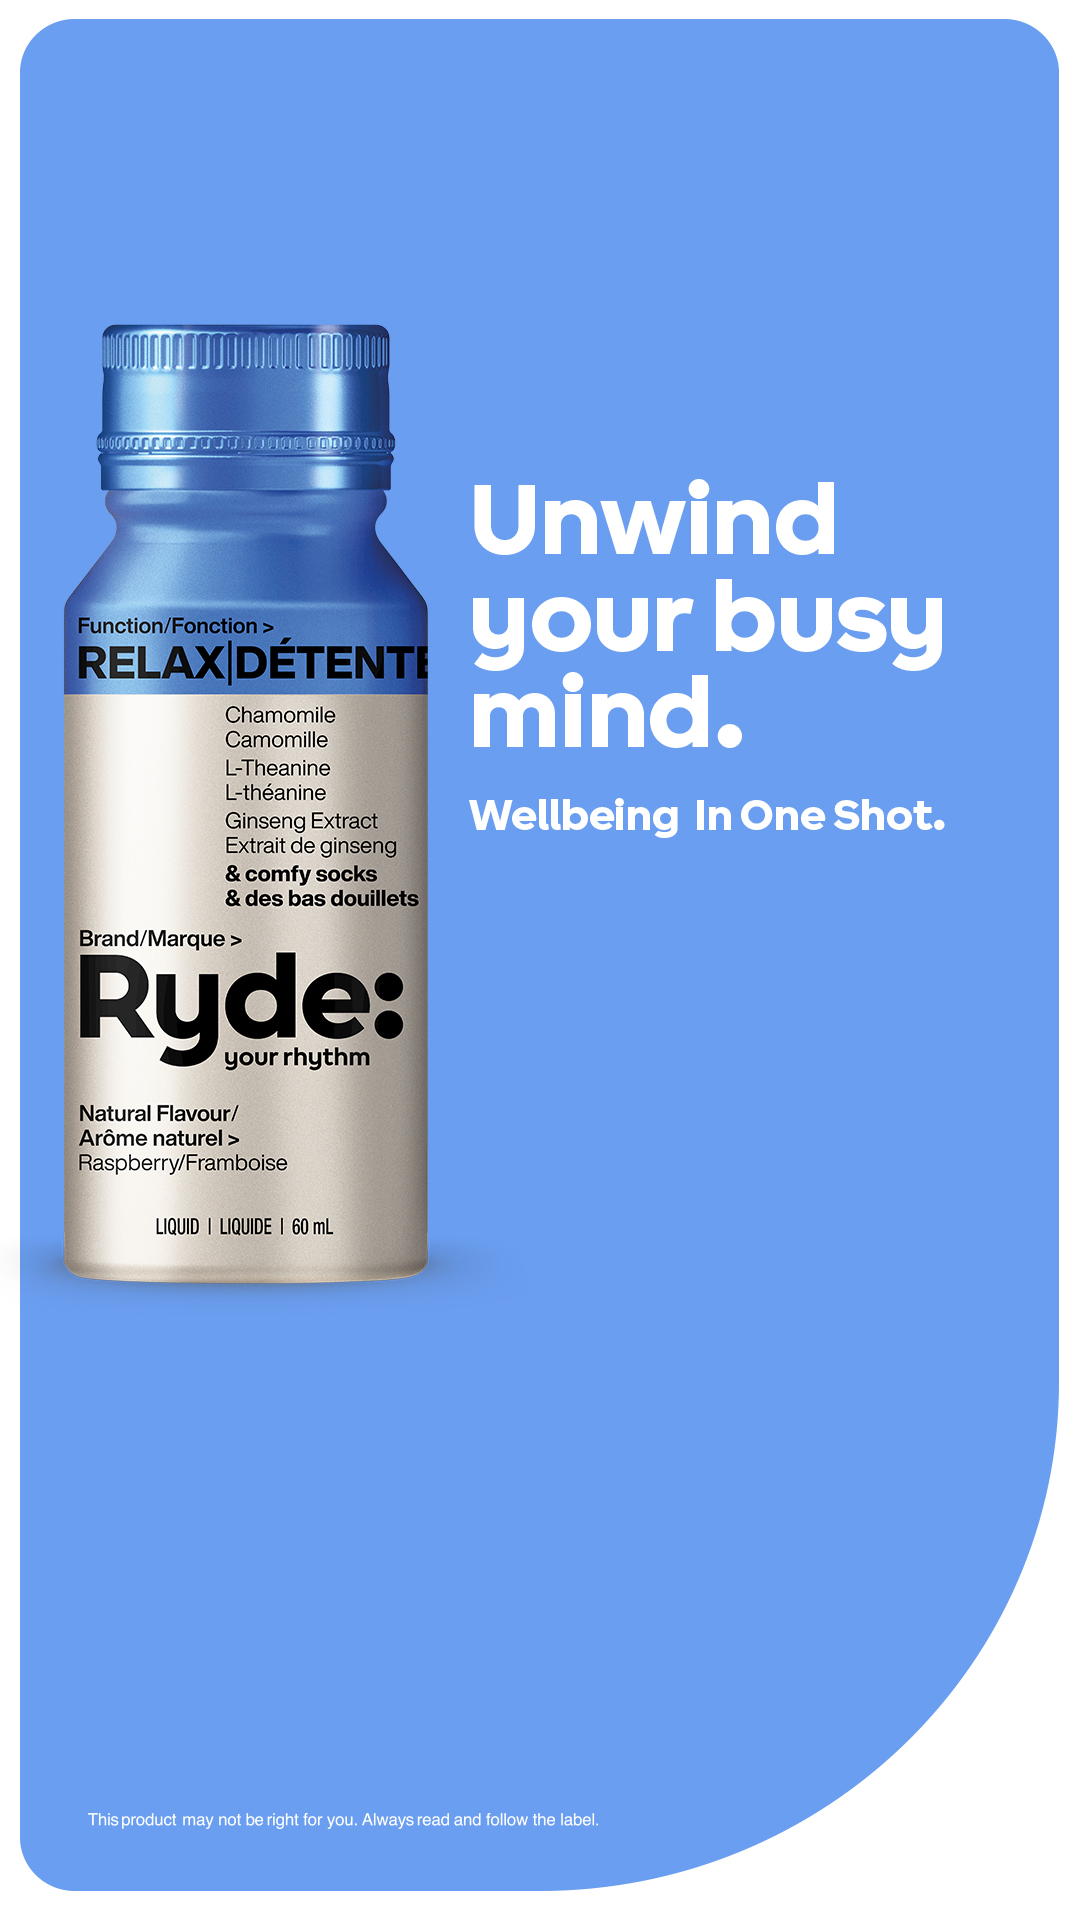 Unwind
your busy
mind.
Wellbeing In One Shot.
Function/Fonction >
RELAX|DÉTENTE
Chamomile
Camomille
L-Theanine
L-théanine
Ginseng Extract
Extrait de ginseng
& comfy socks
& des bas douillets
Brand/Marque >
Ryde:
your rhythm
Natural Flavour/
Arôme naturel >
Raspberry/Framboise
LIQUID | LIQUIDE | 60 mL
This product may not be right for you. Always read and follow the label.